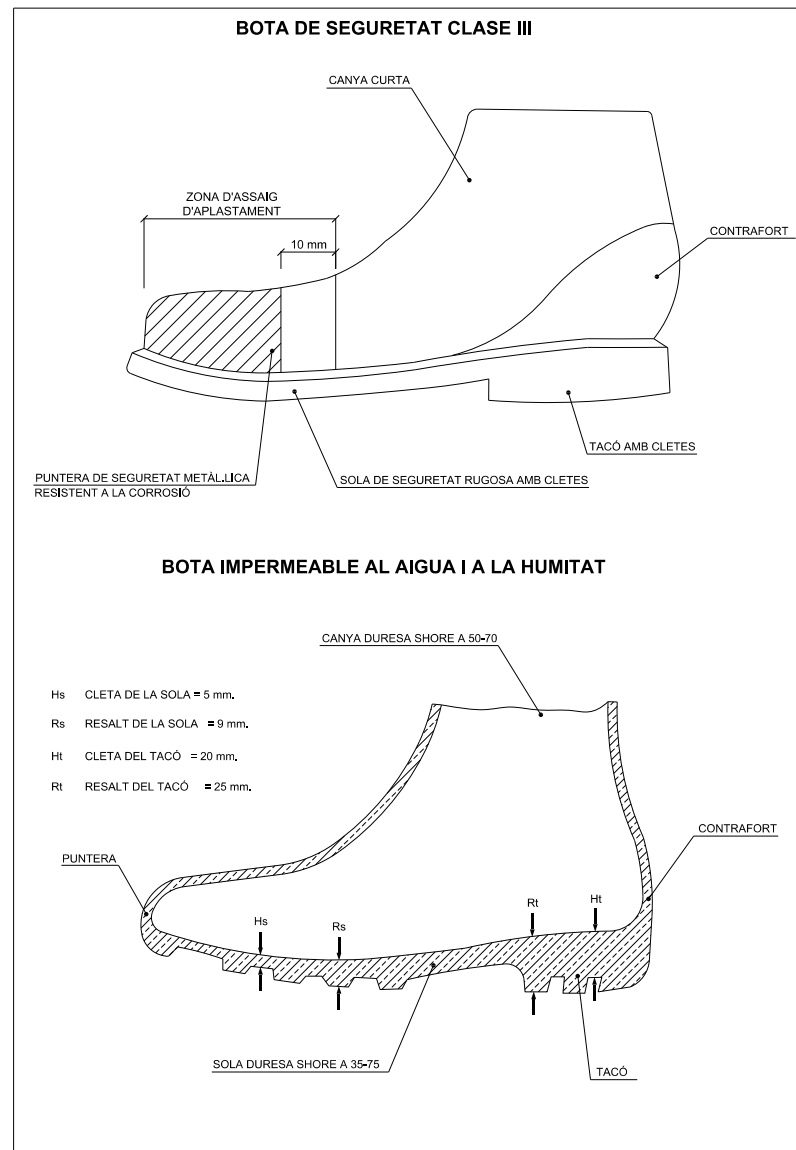 BOTA DE SEGURETAT CLASE III
CANYA CURTA
ZONA D'ASSAIG
D'APLASTAMENT
10 mm
CONTRAFORT
TACÓ AMB CLETES
PUNTERA DE SEGURETAT METÀL.LICA
RESISTENT A LA CORROSIÓ
SOLA DE SEGURETAT RUGOSA AMB CLETES
BOTA IMPERMEABLE AL AIGUA I A LA HUMITAT
CANYA DURESA SHORE A 50-70
Hs CLETA DE LA SOLA = 5 mm.
Rs RESALT DE LA SOLA = 9 mm.
Ht CLETA DEL TACÓ = 20 mm.
Rt RESALT DEL TACÓ = 25 mm.
CONTRAFORT
PUNTERA
Hs
Rs
Rt
Ht
SOLA DURESA SHORE A 35-75
TACÓ